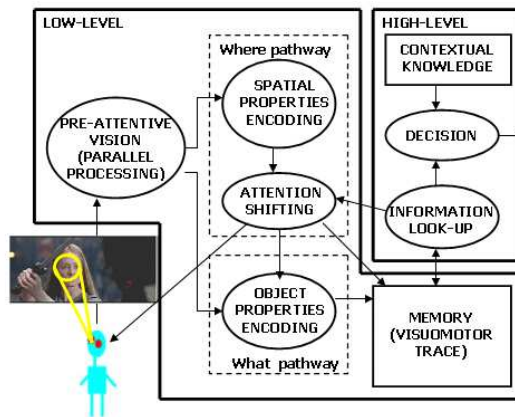 LOW-LEVEL
HIGH-LEVEL
Where pathway
SPATIAL
PROPERTIES
ENCODING
CONTEXTUAL
KNOWLEDGE
PRE-ATTENTIVE
VISION
(PARALLEL
PROCESSING)
DECISION
ATTENTION
SHIFTING
INFORMATION
LOOK-UP
OBJECT
PROPERTIES
ENCODING
What pathway
MEMORY
(VISUOMOTOR
TRACE)